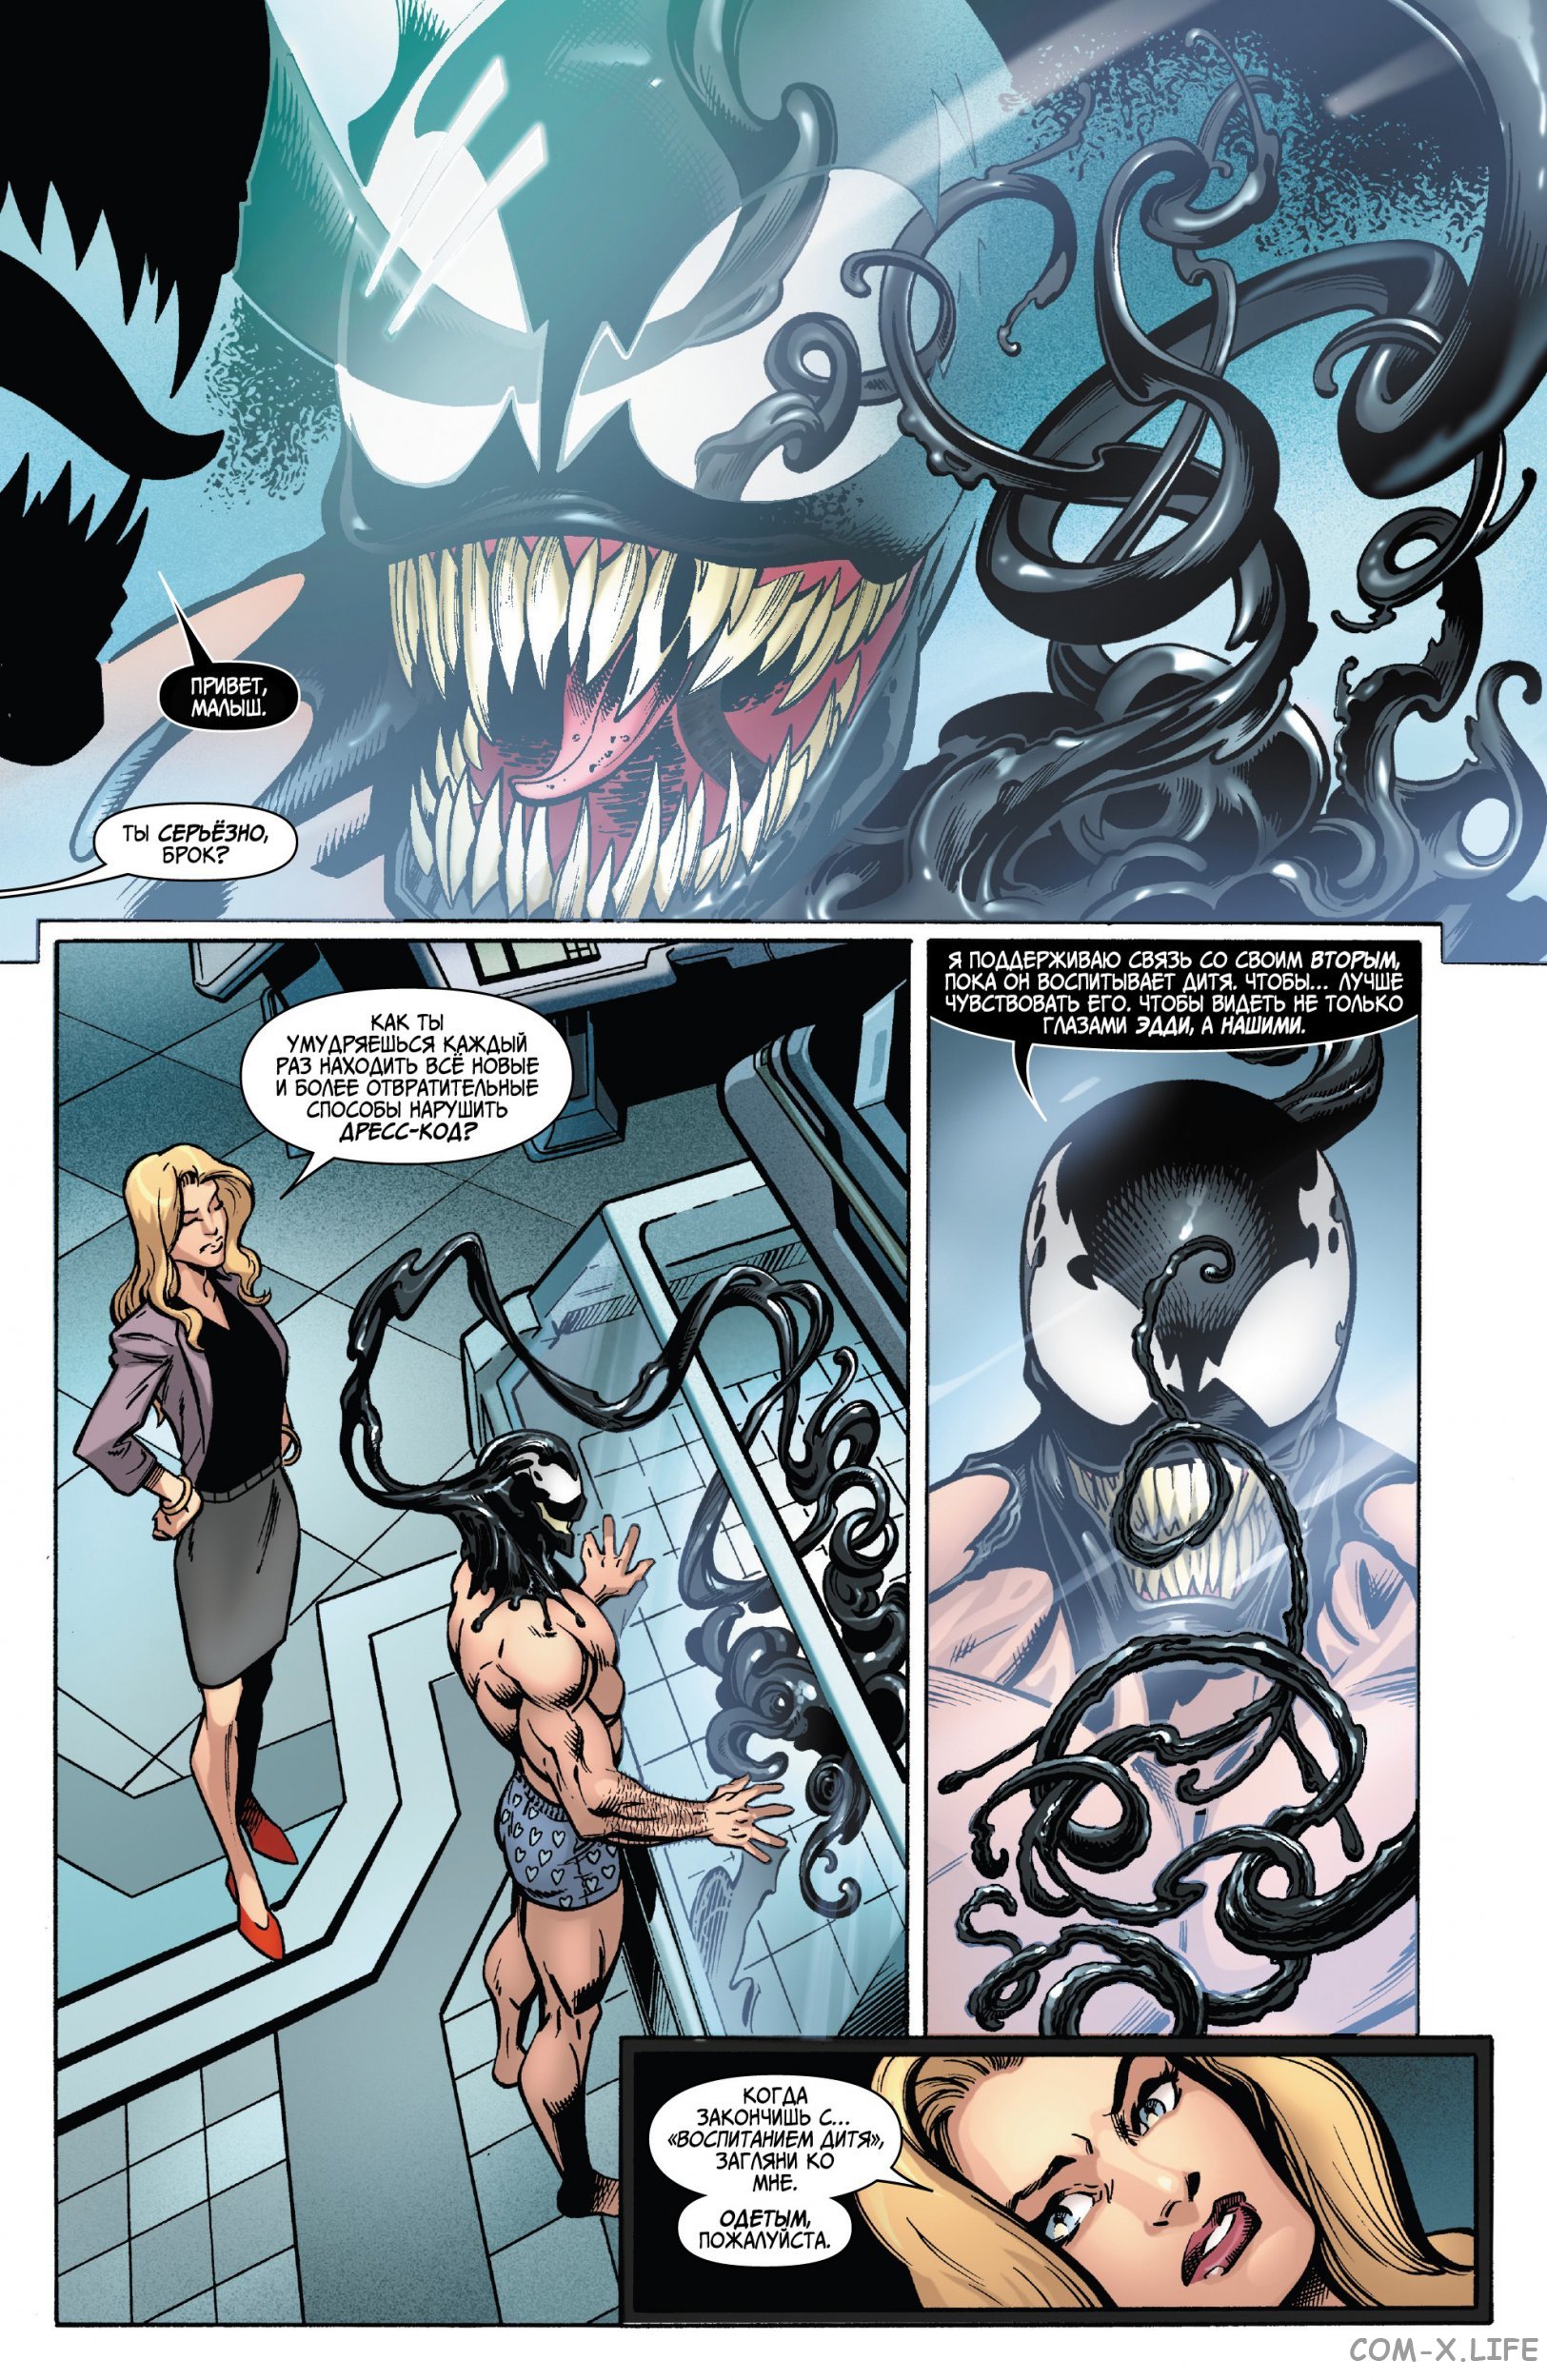 ПРИВЕТ,
МАЛЫШ.
ТЫ СЕРЬЁЗНО,
БРОК?
КАК ТЫ
УМУДРЯЕШЬСЯ КАЖДЫЙ
РАЗ НАХОДИТЬ ВСЁ НОВЫЕ
И БОЛЕЕ ОТВРАТИТЕЛЬНЫЕ
СПОСОБЫ НАРУШИТЬ
ДРЕСС-КОД?
Я ПОДДЕРЖИВАЮ СВЯЗЬ СО СВОИМ ВТОРЫМ,
ПОКА ОН ВОСПИТЫВАЕТ ДИТЯ. ЧТОБЫ... ЛУЧШЕ
ЧУВСТВОВАТЬ ЕГО. ЧТОБЫ ВИДЕТЬ НЕ ТОЛЬКО
ГЛАЗАМИ ЭДДИ, А НАШИМИ.
КОГДА
ЗАКОНЧИШЬ С...
«ВОСПИТАНИЕМ ДИТЯ»,
ЗАГЛЯНИ КО
МНЕ.
ОДЕТЫМ,
ПОЖАЛУЙСТА.
COM-X.LIFE